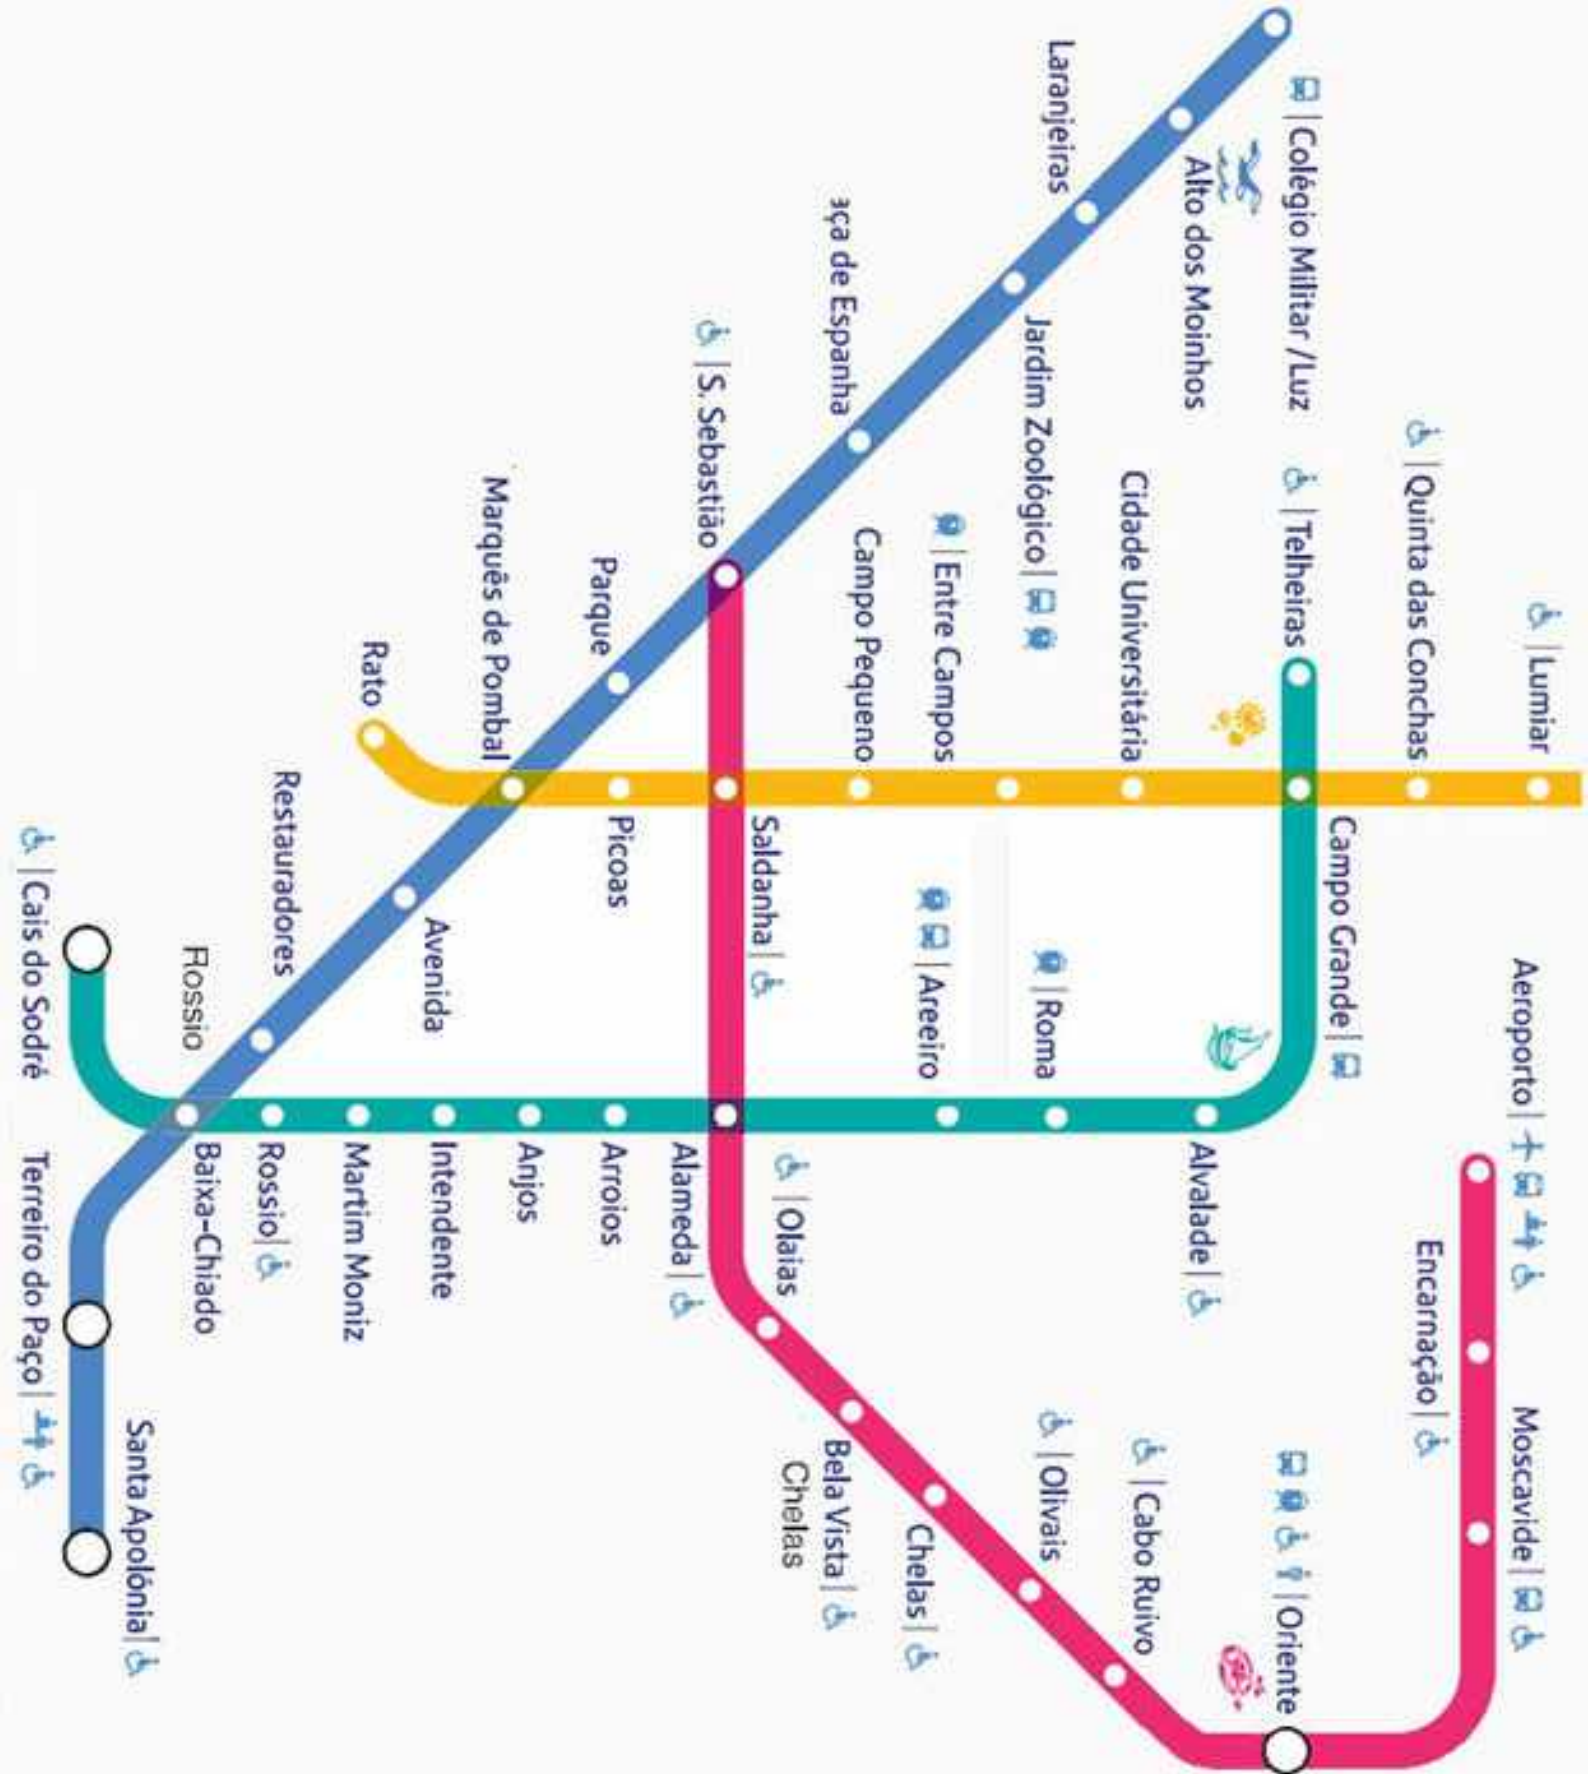 Lumiar
Aeroporto
Moscavide
Quinta das Conchas
Encarnação
Campo Grande
Colégio Militar /Luz
Telheiras
Oriente
Alto dos Moinhos
Alvalade
Cidade Universitária
Cabo Ruivo
Laranjeiras
Jardim Zoológico
Roma
Olivais
Entre Campos
Areeiro
Chelas
Campo Pequeno
aça de Espanha
Bela Vista
Chelas
Olaias
Saldanha
S. Sebastião
Alameda
Picoas
Arroios
Parque
Anjos
Marquês de Pombal
Intendente
Avenida
Rato
Martim Moniz
Restauradores
Rossio
Baixa-Chiado
Rossio
Santa Apolónia
Cais do Sodré
Terreiro do Paço